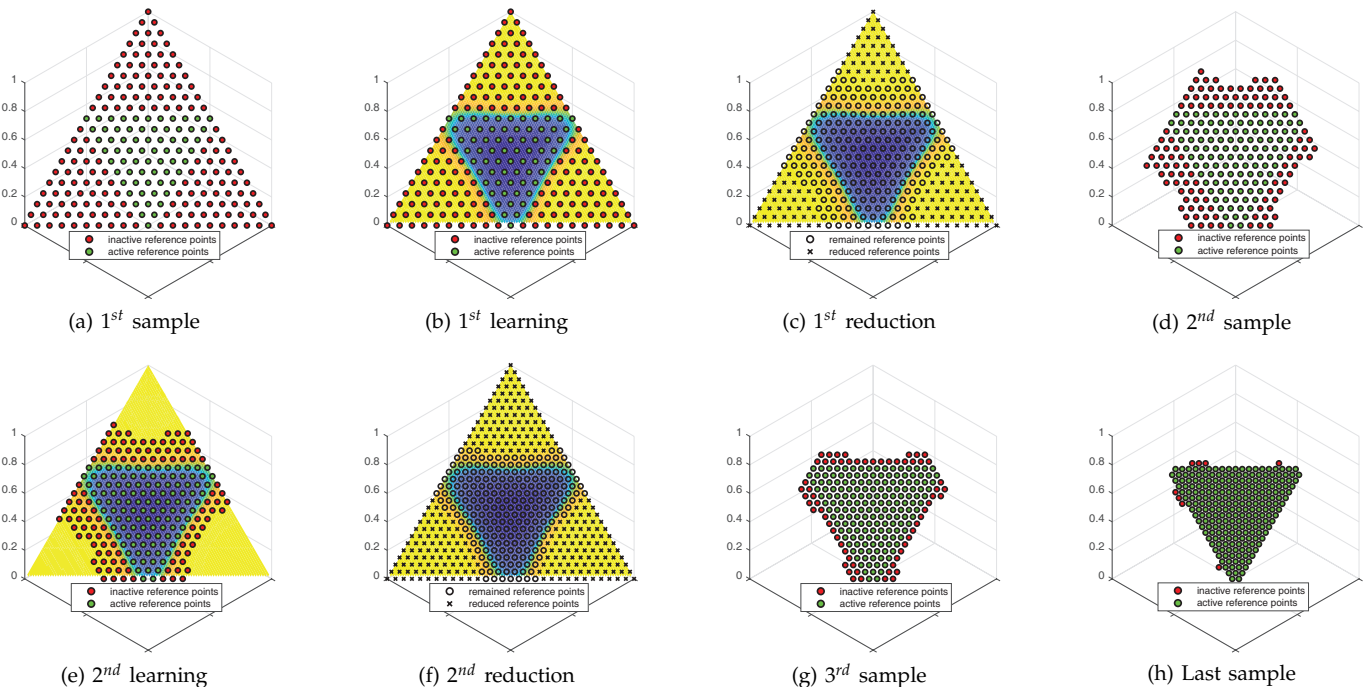 1
0.8
0.6
0.4
0.2
0
inactive reference points
active reference points
(a) 1st sample
1
0.8
0.6
0.4
0.2
0
inactive reference points
active reference points
(b) 1st learning
1
0.8
0.6
0.4
0.2
0
remained reference points
reduced reference points
(c) 1st reduction
1
0.8
0.6
0.4
0.2
0
inactive reference points
active reference points
(d) 2nd sample
1
0.8
0.6
0.4
0.2
0
inactive reference points
active reference points
(e) 2nd learning
1
0.8
0.6
0.4
0.2
0
remained reference points
reduced reference points
(f) 2nd reduction
1
0.8
0.6
0.4
0.2
0
inactive reference points
active reference points
(g) 3rd sample
1
0.8
0.6
0.4
0.2
0
inactive reference points
active reference points
(h) Last sample